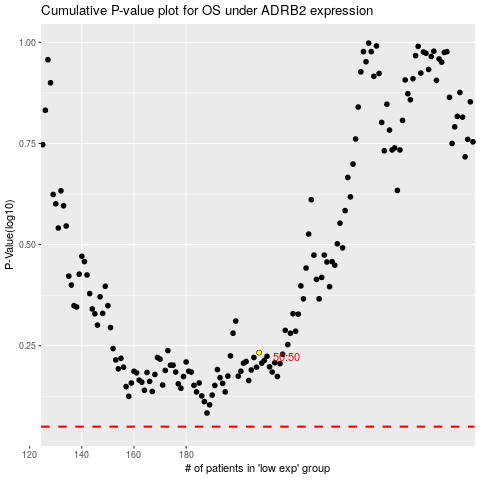 Cumulative P-value plot for OS under ADRB2 expression
P-Value(log10)
1.00
0.75
0.50
0.25
50:50
120 140 160 180
# of patients in 'low exp' group